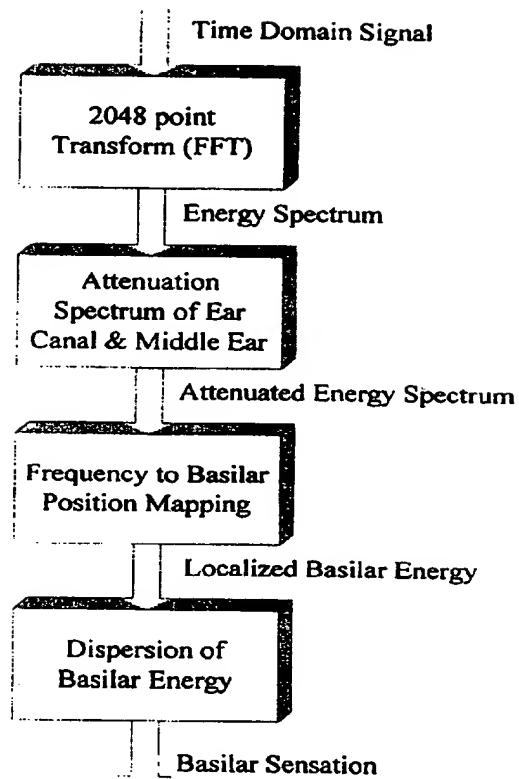 Time Domain Signal
2048 point
Transform (FFT)
Energy Spectrum
Attenuation
Spectrum of Ear
Canal & Middle Ear
Attenuated Energy Spectrum
Frequency to Basilar
Position Mapping
Localized Basilar Energy
Dispersion of
Basilar Energy
Basilar Sensation